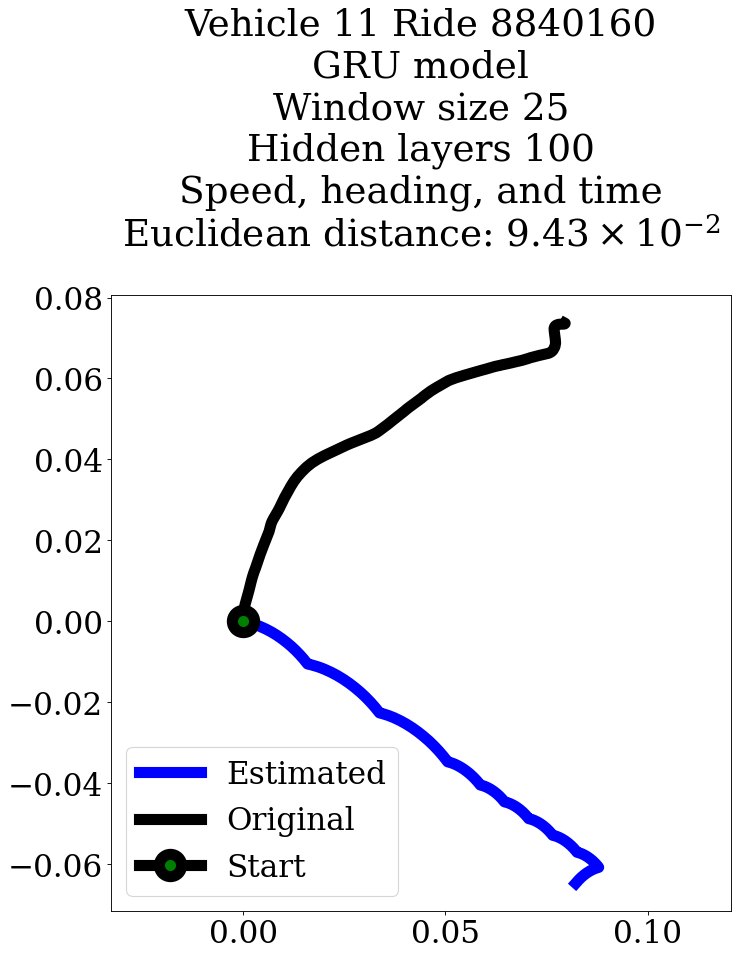 Vehicle 11 Ride 8840160
GRU model
Window size 25
Hidden layers 100
Speed, heading, and time
Euclidean distance: 9.43 × 10⁻²
0.08
0.06
0.04
0.02
0.00
−0.02
−0.04
−0.06
Estimated
Original
Start
0.00 0.05 0.10